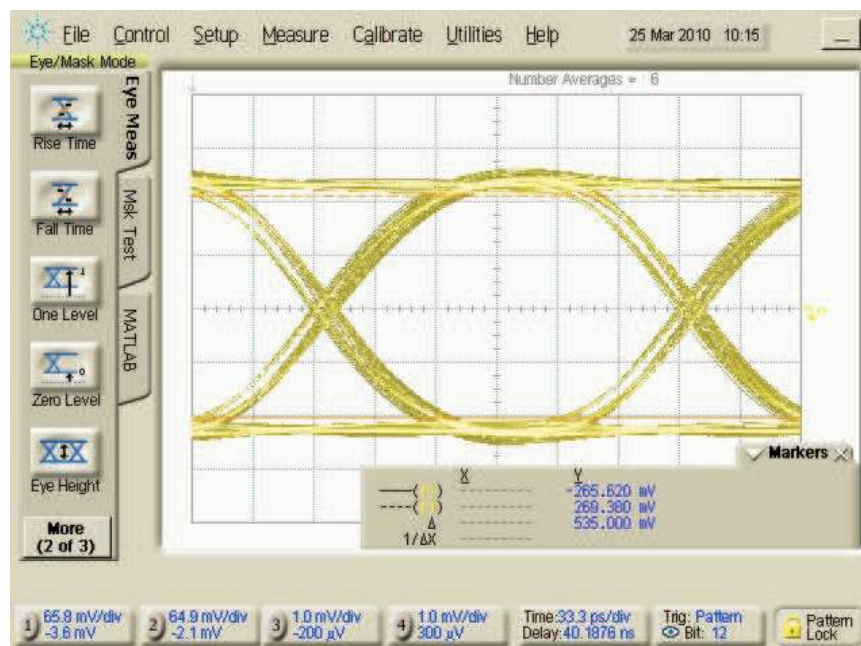 File Control Setup Measure Calibrate Utilities Help 25 Mar 2010 10:15
Eye/Mask Mode
Number Averages = 6
Eye Meas
Rise Time
Fall Time
Msk Test
One Level
MATLAB
Zero Level
Eye Height
More
(2 of 3)
Markers
X Y
-265.620 mV
269.380 mV
Δ 535.000 mV
1/ΔX
1 65.8 mV/div
-3.6 mV
2 64.9 mV/div
-2.1 mV
3 1.0 mV/div
-200 µV
4 1.0 mV/div
300 µV
Time:33.3 ps/div
Delay:40.1876 ns
Trig: Pattern
Bit: 12
Pattern
Lock